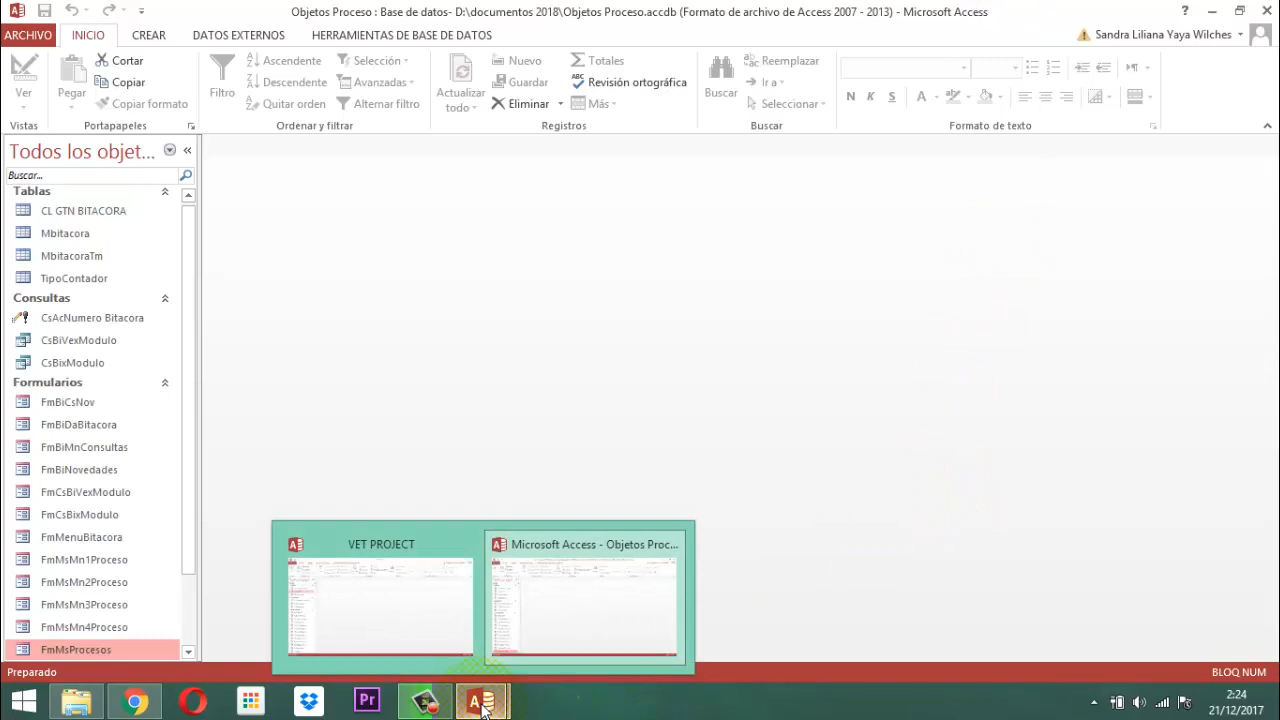 Objetos Proceso : Base de datos- D:\documentos 2018\Objetos Proceso.accdb (Formato de archivo de Access 2007 - 2013) - Microsoft Access
?
ARCHIVO INICIO CREAR DATOS EXTERNOS HERRAMIENTAS DE BASE DE DATOS
Sandra Liliana Yaya Wilches
Ver
Vistas
Pegar
Cortar
Copiar
Copiar formato
Portapapeles
Filtro
Ascendente
Descendente
Quitar orden
Selección
Avanzadas
Alternar filtro
Ordenar y filtrar
Actualizar
todo
Nuevo
Guardar
Eliminar
Totales
Revisión ortográfica
Más
Registros
Buscar
Reemplazar
Ir a
Seleccionar
Buscar
N K S A
Formato de texto
Todos los objet...
Buscar...
Tablas
CL GTN BITACORA
Mbitacora
MbitacoraTm
TipoContador
Consultas
CsAcNumero Bitacora
CsBiVexModulo
CsBixModulo
Formularios
FmBiCsNov
FmBiDaBitacora
FmBiMnConsultas
FmBiNovedades
FmCsBiVexModulo
FmCsBixModulo
FmMenuBitacora
FmMsMn1Proceso
FmMsMn2Proceso
FmMsMn3Proceso
FmMsMn4Proceso
FmMsProcesos
VET PROJECT
Microsoft Access - Objetos Proc...
Preparado
BLOQ NUM
Pr
2:24
21/12/2017